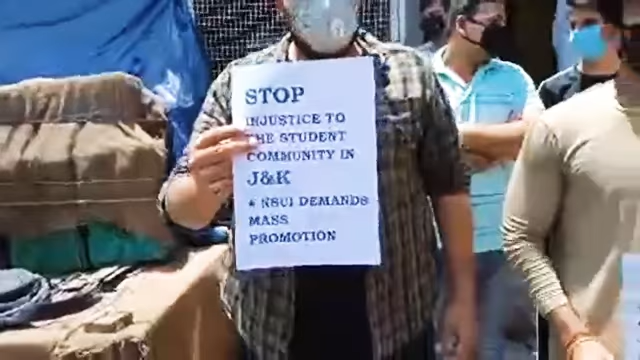 STOP
INJUSTICE TO
THE STUDENT
COMMUNITY IN
J&K
* NSUI DEMANDS
MASS
PROMOTION